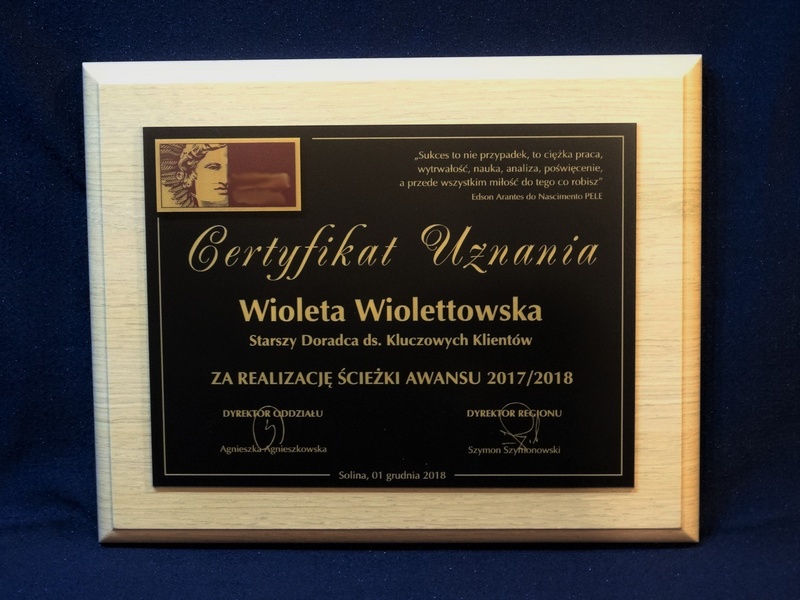 „Sukces to nie przypadek, to ciężka praca,
wytrwałość, nauka, analiza, poświęcenie,
a przede wszystkim miłość do tego co robisz"
Edson Arantes do Nascimento PELE
Certyfikat Uznania
Wioleta Wiolettowska
Starszy Doradca ds. Kluczowych Klientów
ZA REALIZACJĘ ŚCIEŻKI AWANSU 2017/2018
DYREKTOR ODDZIAŁU
Agnieszka Agnieszkowska
DYREKTOR REGIONU
Szymon Szymonowski
Solina, 01 grudnia 2018